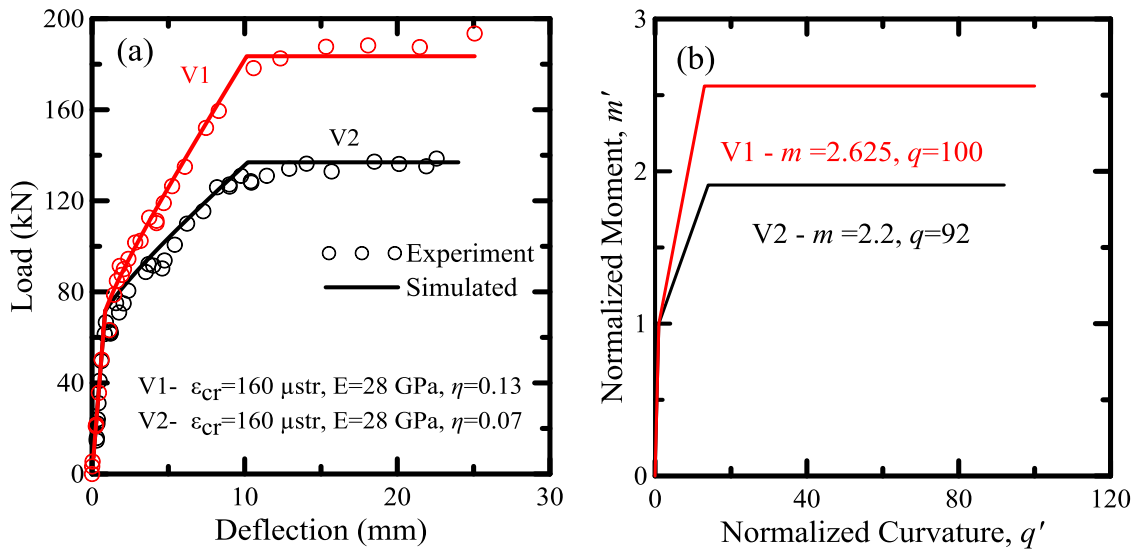 (a)
V1
V2
Experiment
Simulated
V1- εcr=160 µstr, E=28 GPa, η=0.13
V2- εcr=160 µstr, E=28 GPa, η=0.07
Load (kN)
200
160
120
80
40
0
0 10 20 30
Deflection (mm)
(b)
V1 - m =2.625, q=100
V2 - m =2.2, q=92
Normalized Moment, m′
3
2
1
0
0 40 80 120
Normalized Curvature, q′